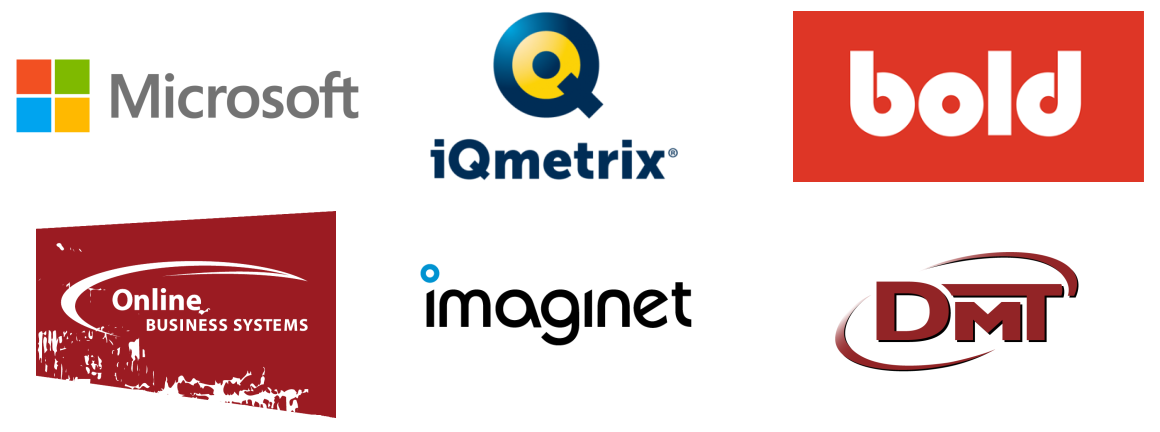 Microsoft
iQmetrix®
bold
Online
BUSINESS SYSTEMS
imaginet
DMT